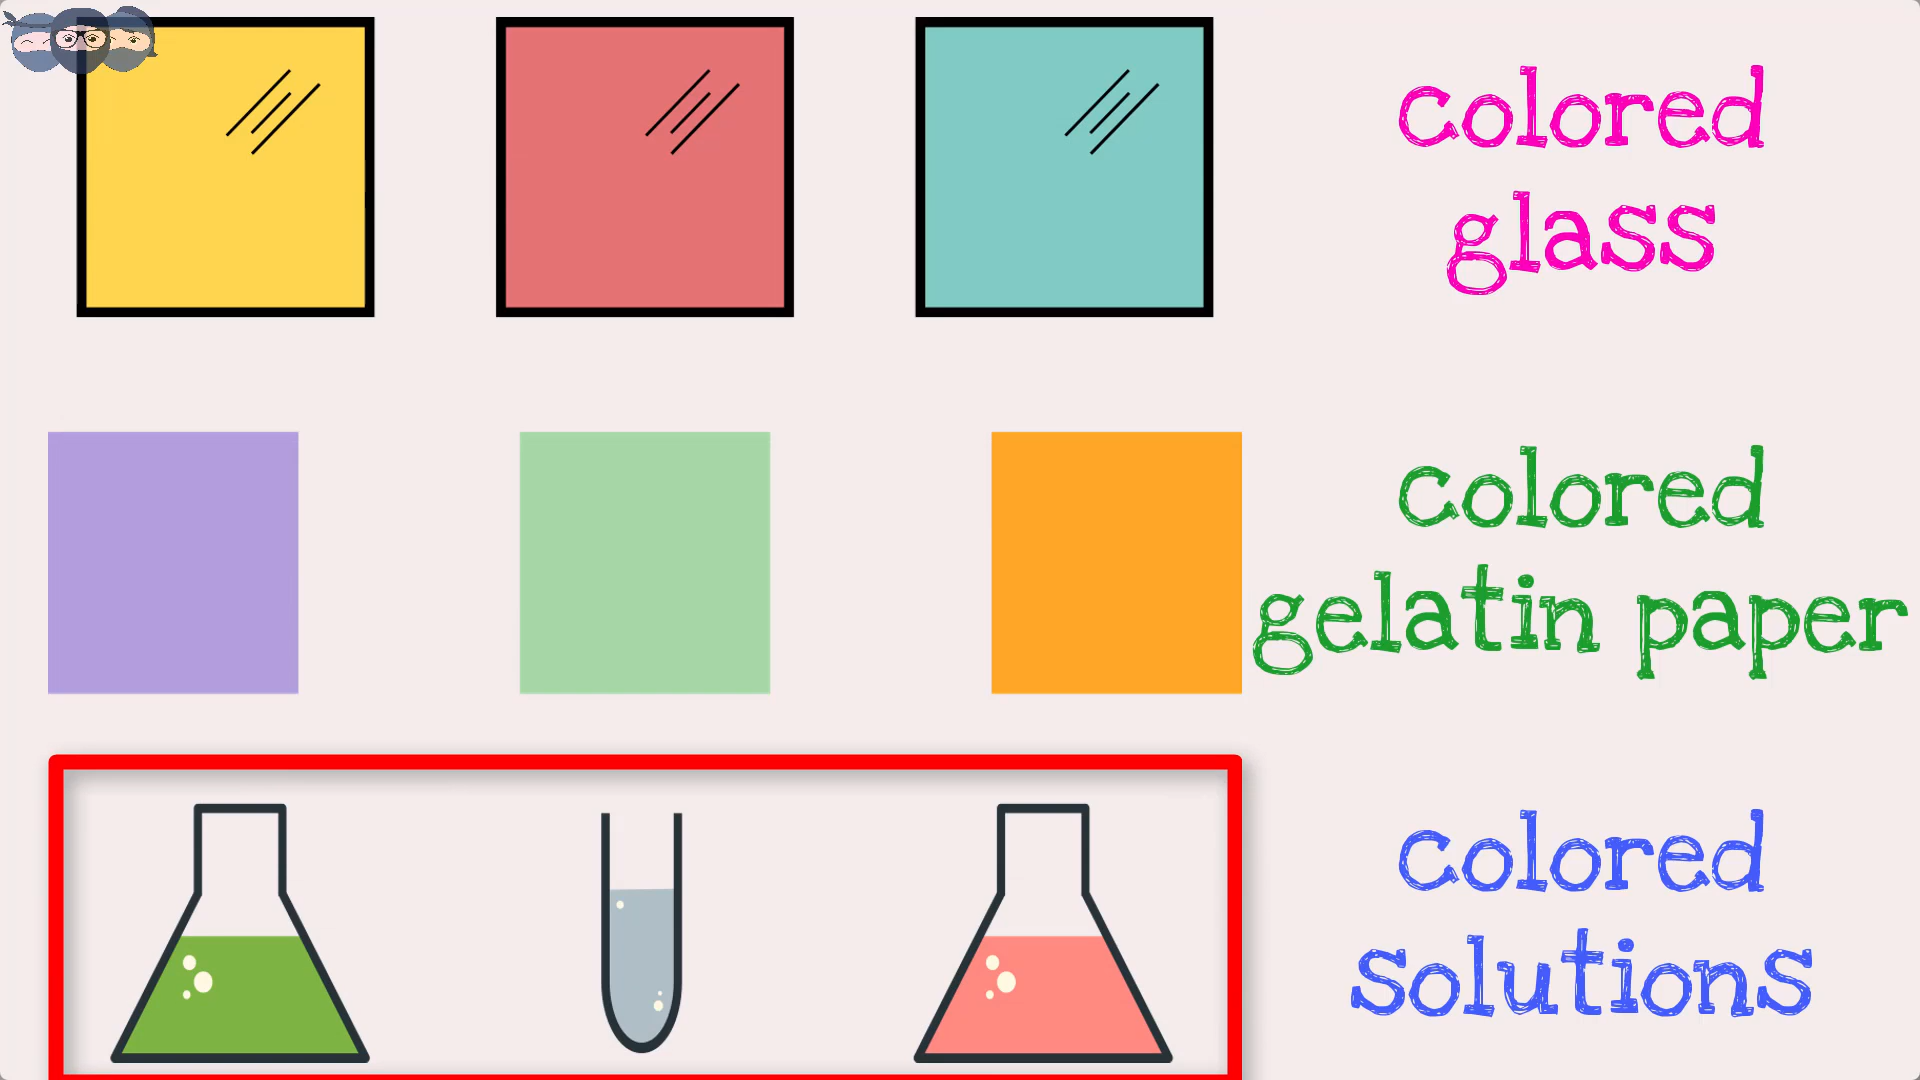 colored
glass
colored
gelatin paper
colored
solutions